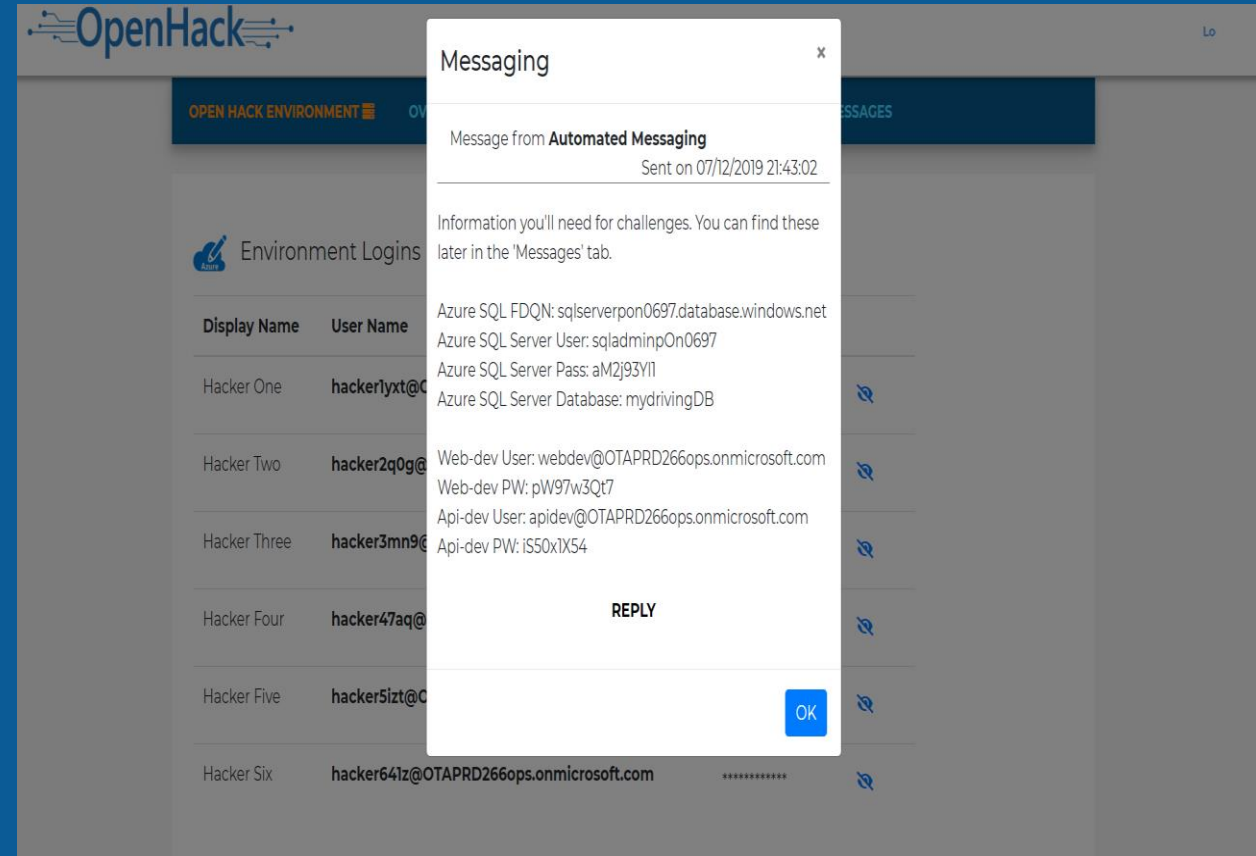 OpenHack
Lo
OPEN HACK ENVIRONMENT
OV
ESSAGES
Environment Logins
Azure
Display Name User Name
Hacker One hacker1yxt@
Hacker Two hacker2q0g@
Hacker Three hacker3mn9@
Hacker Four hacker47aq@
Hacker Five hacker5izt@
Hacker Six hacker641z@OTAPRD266ops.onmicrosoft.com ************
Messaging
x
Message from Automated Messaging
Sent on 07/12/2019 21:43:02
Information you'll need for challenges. You can find these
later in the 'Messages' tab.
Azure SQL FDQN: sqlserverpon0697.database.windows.net
Azure SQL Server User: sqladminpOn0697
Azure SQL Server Pass: aM2j93Yl1
Azure SQL Server Database: mydrivingDB
Web-dev User: webdev@OTAPRD266ops.onmicrosoft.com
Web-dev PW: pW97w3Qt7
Api-dev User: apidev@OTAPRD266ops.onmicrosoft.com
Api-dev PW: iS50x1X54
REPLY
OK